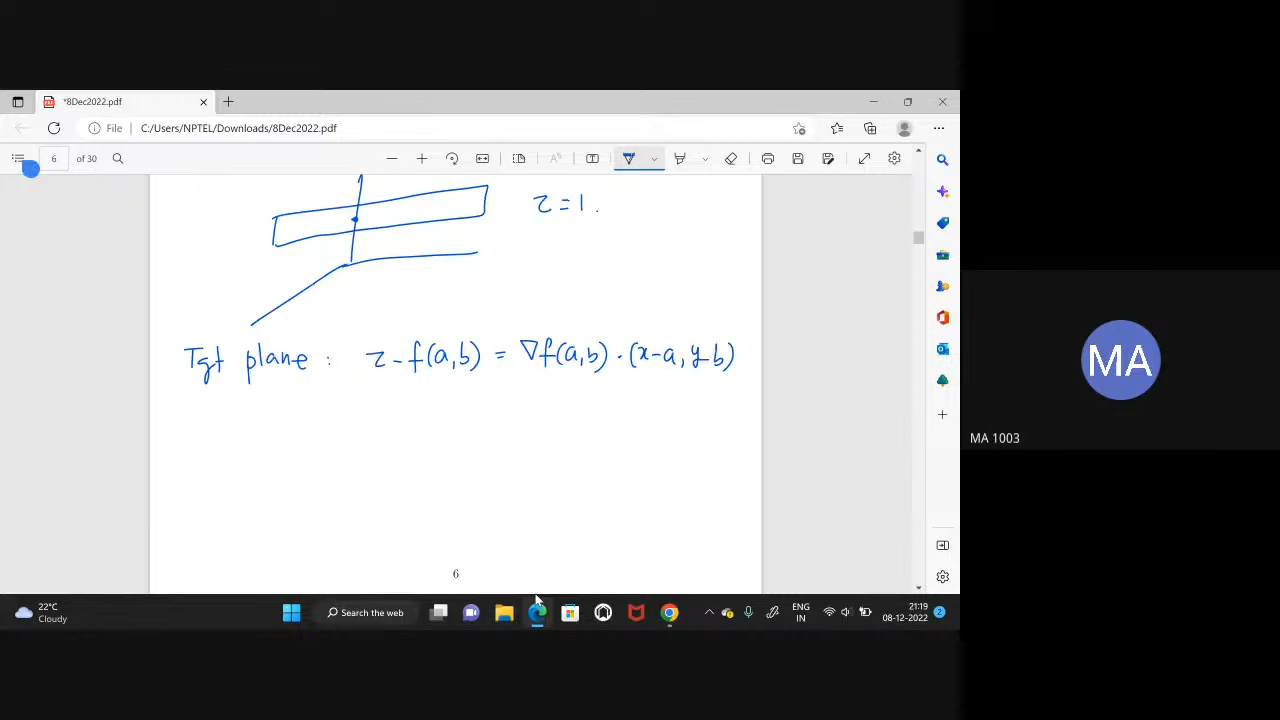 *8Dec2022.pdf
File C:/Users/NPTEL/Downloads/8Dec2022.pdf
6 of 30
z = 1.
Tgt plane : z - f(a,b) = ∇f(a,b) · (x-a, y-b)
6
MA
MA 1003
22°C
Cloudy
Search the web
ENG
IN
21:19
08-12-2022
2